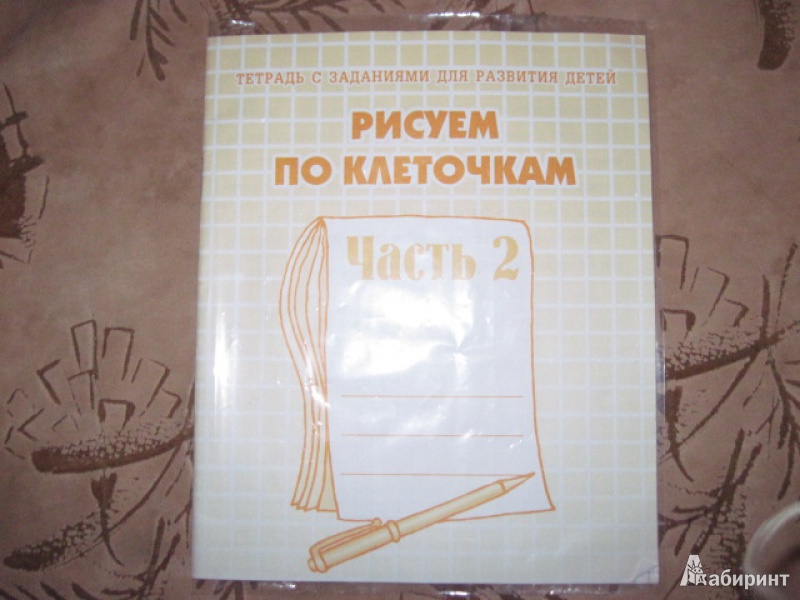 ТЕТРАДЬ С ЗАДАНИЯМИ ДЛЯ РАЗВИТИЯ ДЕТЕЙ
РИСУЕМ
ПО КЛЕТОЧКАМ
Часть 2
Лабиринт